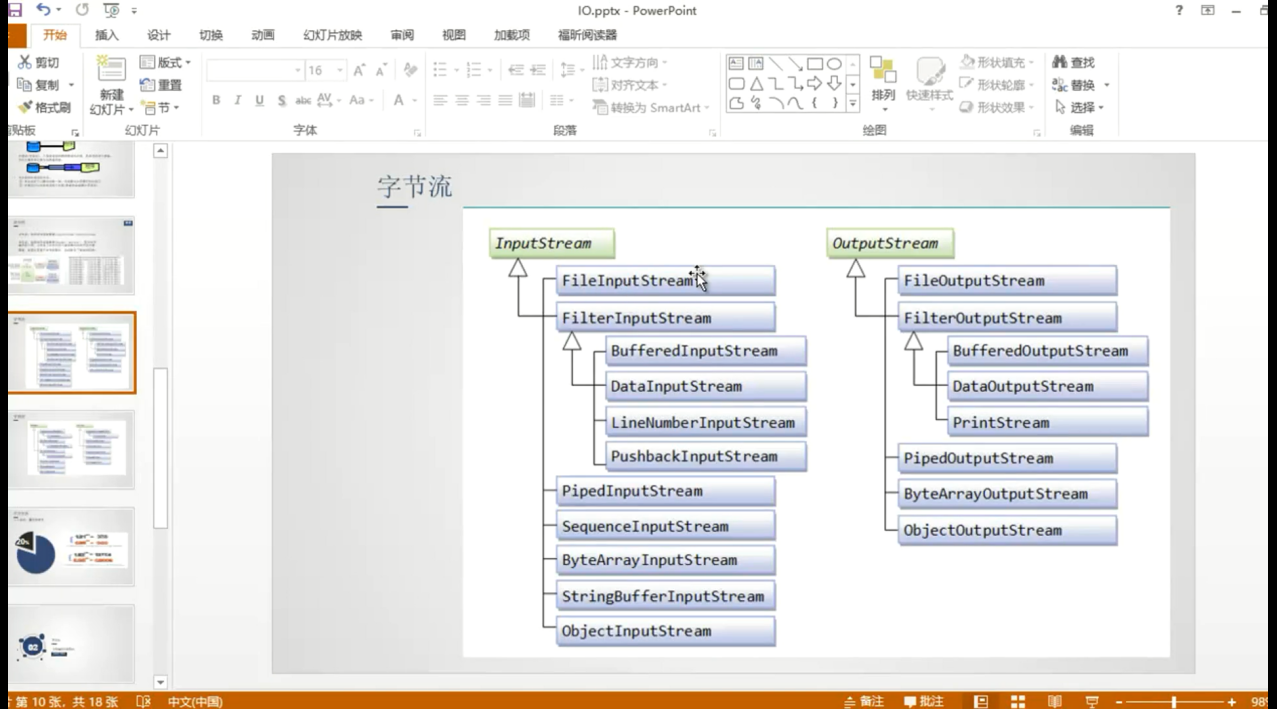 IO.pptx - PowerPoint
开始 插入 设计 切换 动画 幻灯片放映 审阅 视图 加载项 福昕阅读器
剪切
复制
格式刷
新建
幻灯片
版式
重置
节
幻灯片
16
B I U S abc AV Aa A
字体
文字方向
对齐文本
转换为 SmartArt
段落
排列
快速样式
形状填充
形状轮廓
形状效果
绘图
查找
替换
选择
编辑
字节流
InputStream
FileInputStream
FilterInputStream
BufferedInputStream
DataInputStream
LineNumberInputStream
PushbackInputStream
PipedInputStream
SequenceInputStream
ByteArrayInputStream
StringBufferInputStream
ObjectInputStream
OutputStream
FileOutputStream
FilterOutputStream
BufferedOutputStream
DataOutputStream
PrintStream
PipedOutputStream
ByteArrayOutputStream
ObjectOutputStream
20%
02
第 10 张，共 18 张 中文(中国) 备注 批注